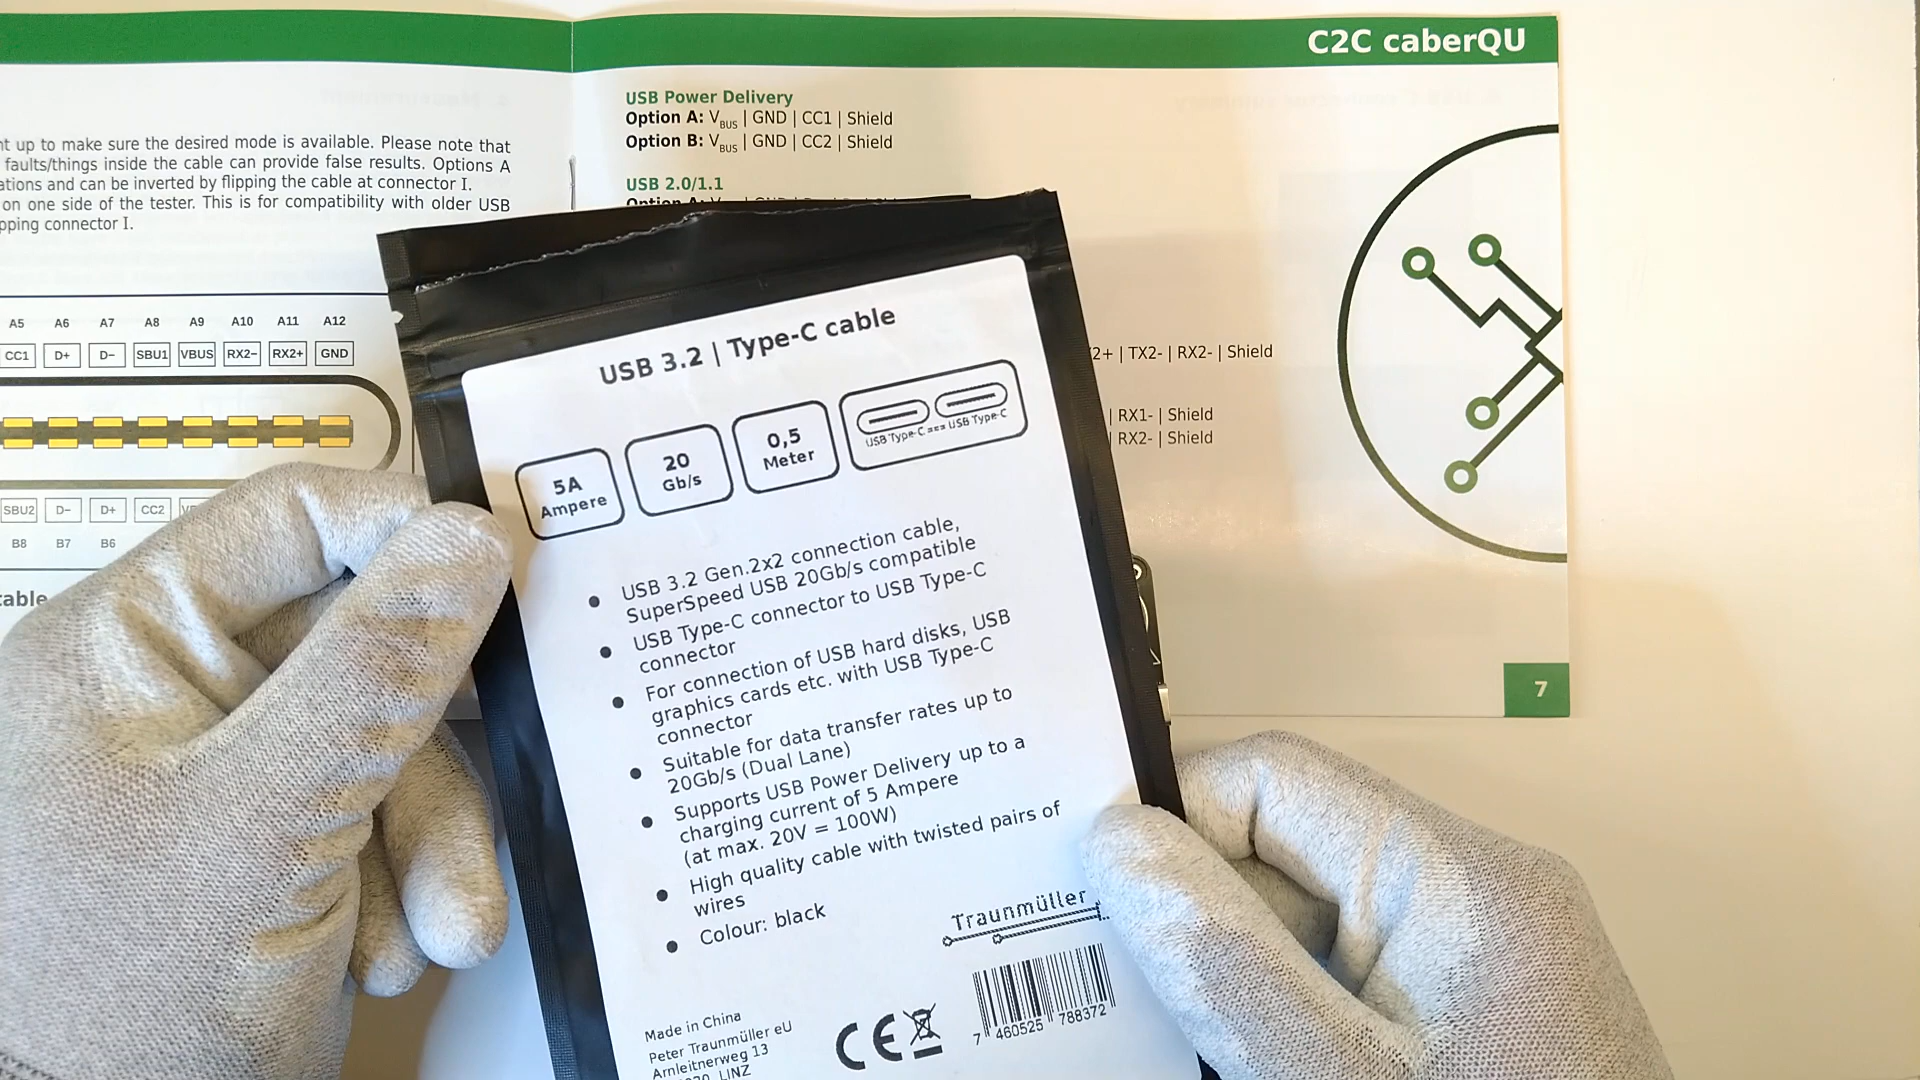 C2C caberQU
nt up to make sure the desired mode is available. Please note that
faults/things inside the cable can provide false results. Options A
ations and can be inverted by flipping the cable at connector I.
on one side of the tester. This is for compatibility with older USB
pping connector I.
A5 A6 A7 A8 A9 A10 A11 A12
CC1 D+ D− SBU1 VBUS RX2− RX2+ GND
SBU2 D− D+ CC2
B8 B7 B6
USB Power Delivery
Option A: VBUS | GND | CC1 | Shield
Option B: VBUS | GND | CC2 | Shield
USB 2.0/1.1
2+ | TX2- | RX2- | Shield
| RX1- | Shield
| RX2- | Shield
7
USB 3.2 | Type-C cable
5A
Ampere
20
Gb/s
0,5
Meter
USB Type-C === USB Type-C
● USB 3.2 Gen.2x2 connection cable,
SuperSpeed USB 20Gb/s compatible
● USB Type-C connector to USB Type-C
connector
● For connection of USB hard disks, USB
graphics cards etc. with USB Type-C
connector
● Suitable for data transfer rates up to
20Gb/s (Dual Lane)
● Supports USB Power Delivery up to a
charging current of 5 Ampere
(at max. 20V = 100W)
● High quality cable with twisted pairs of
wires
● Colour: black
Traunmüller
Made in China
Peter Traunmüller eU
Arnleitnerweg 13
LINZ
CE
7 460525 788372